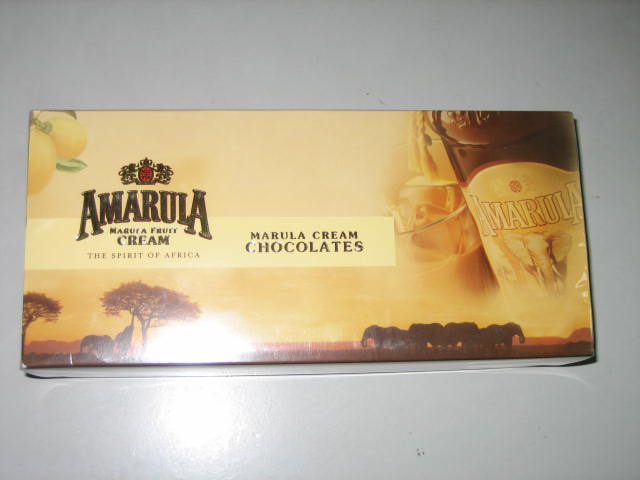 AMARULA
MARULA FRUIT
CREAM
THE SPIRIT OF AFRICA
MARULA CREAM
CHOCOLATES
AMARULA